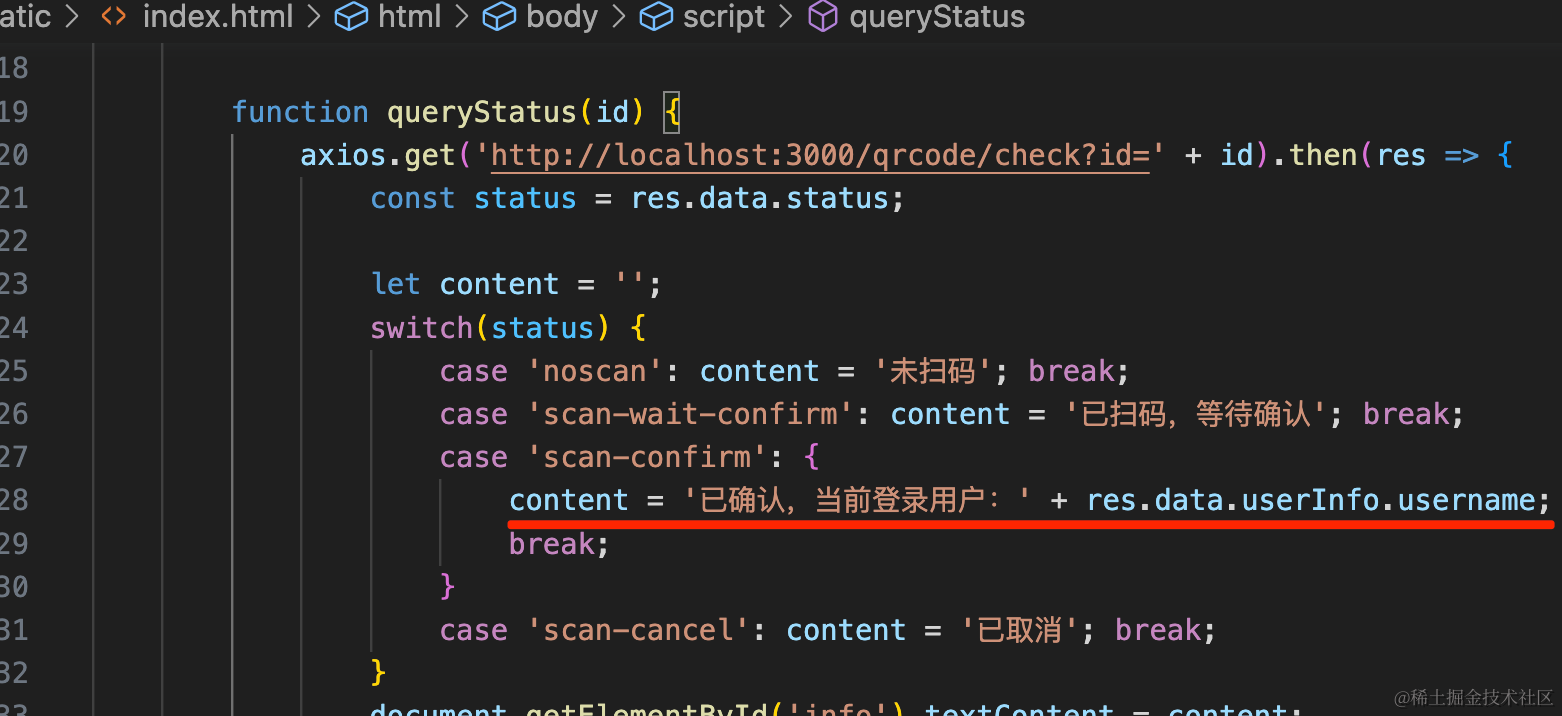 atic > <> index.html > html > body > script > queryStatus
18
19 function queryStatus(id) {
20 axios.get('http://localhost:3000/qrcode/check?id=' + id).then(res => {
21 const status = res.data.status;
22
23 let content = '';
24 switch(status) {
25 case 'noscan': content = '未扫码'; break;
26 case 'scan-wait-confirm': content = '已扫码，等待确认'; break;
27 case 'scan-confirm': {
28 content = '已确认，当前登录用户：' + res.data.userInfo.username;
29 break;
30 }
31 case 'scan-cancel': content = '已取消'; break;
32 }
33 document.getElementById('info').textContent = content;
@稀土掘金技术社区